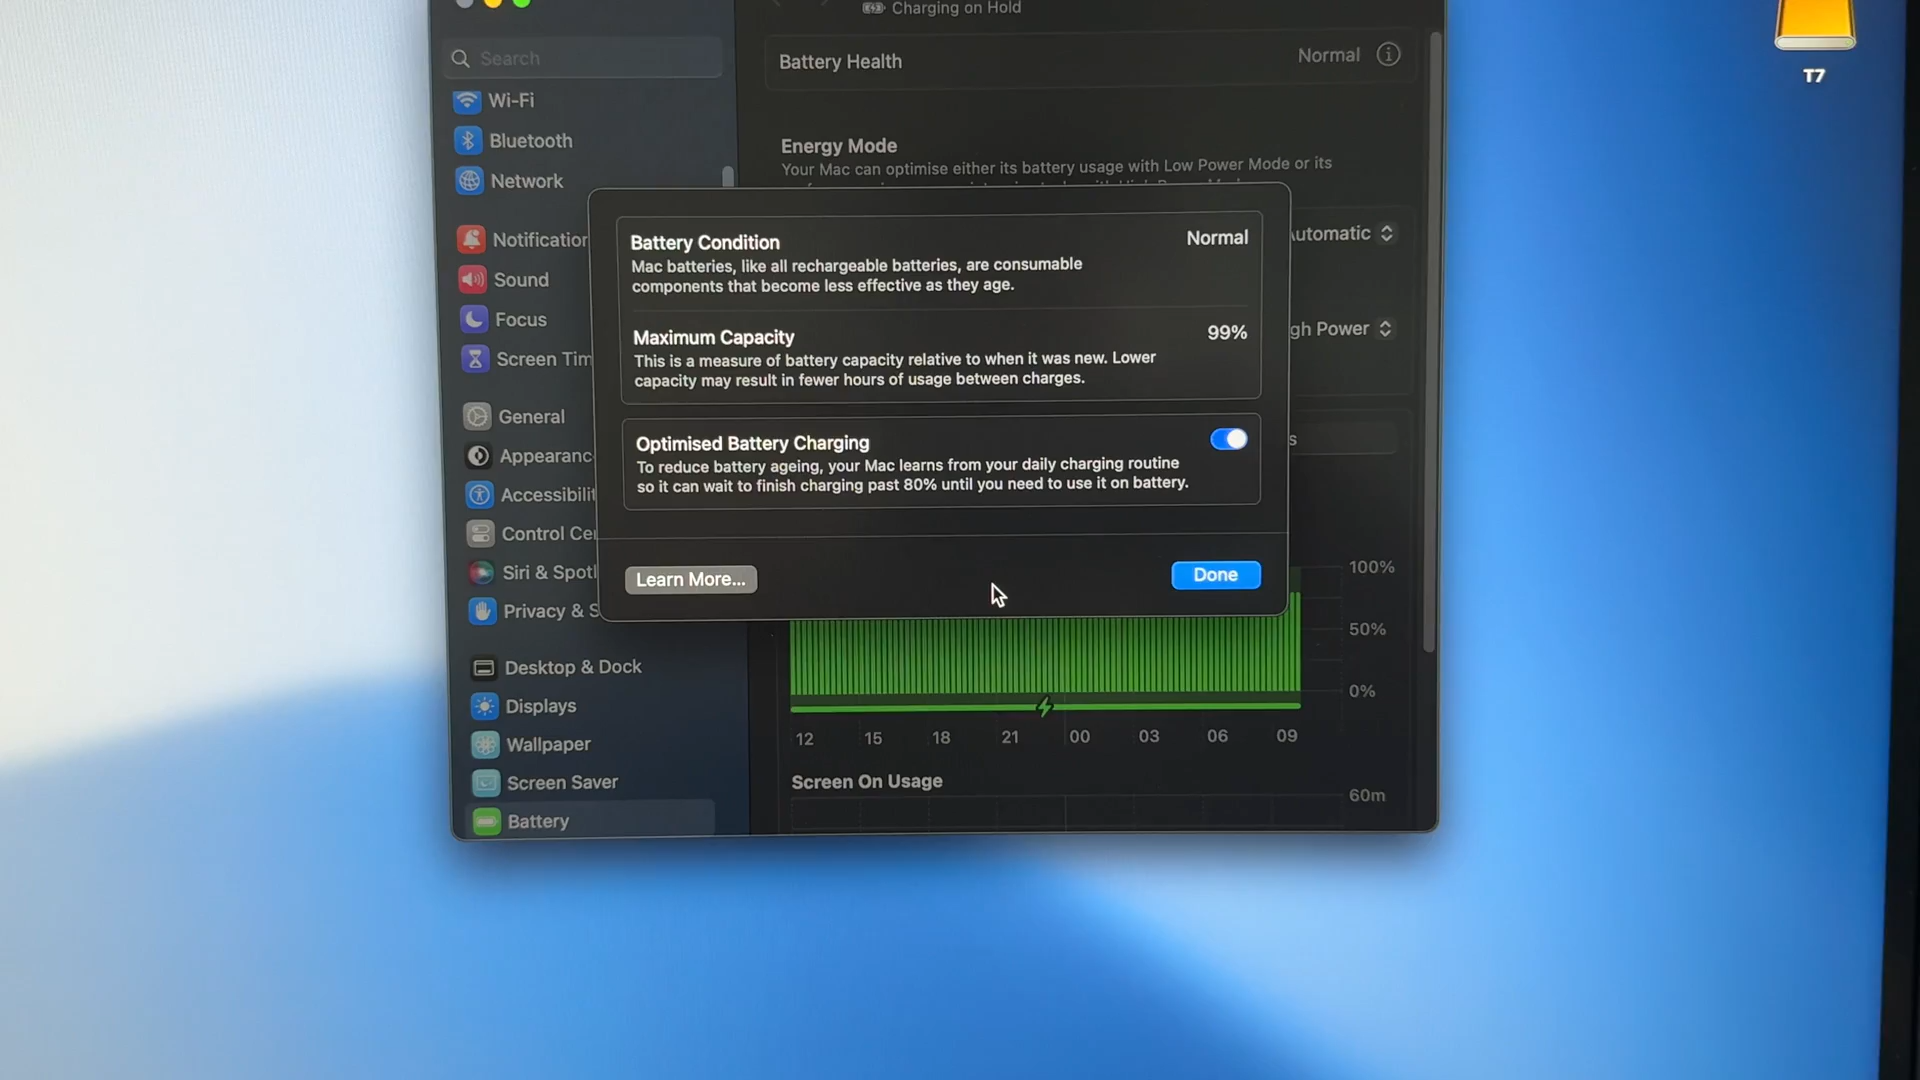 Charging on Hold
Search
Battery Health
Normal
Wi-Fi
Bluetooth
Network
Energy Mode
Your Mac can optimise either its battery usage with Low Power Mode or its
T7
Notification
Sound
Focus
Screen Tim
General
Appearanc
Accessibilit
Control Ce
Siri & Spotl
Privacy & S
Desktop & Dock
Displays
Wallpaper
Screen Saver
Battery
Automatic
gh Power
s
Battery Condition
Normal
Mac batteries, like all rechargeable batteries, are consumable
components that become less effective as they age.
Maximum Capacity
99%
This is a measure of battery capacity relative to when it was new. Lower
capacity may result in fewer hours of usage between charges.
Optimised Battery Charging
To reduce battery ageing, your Mac learns from your daily charging routine
so it can wait to finish charging past 80% until you need to use it on battery.
Learn More...
Done
100%
50%
0%
12 15 18 21 00 03 06 09
Screen On Usage
60m